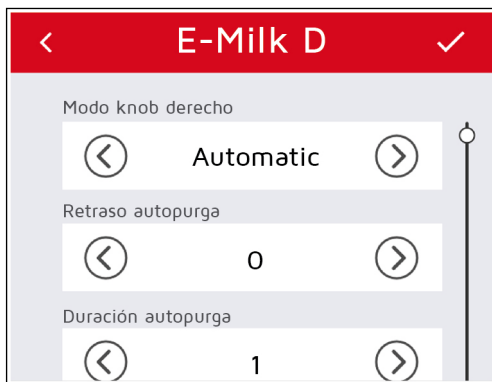 E-Milk D
Modo knob derecho
Automatic
Retraso autopurga
0
Duración autopurga
1